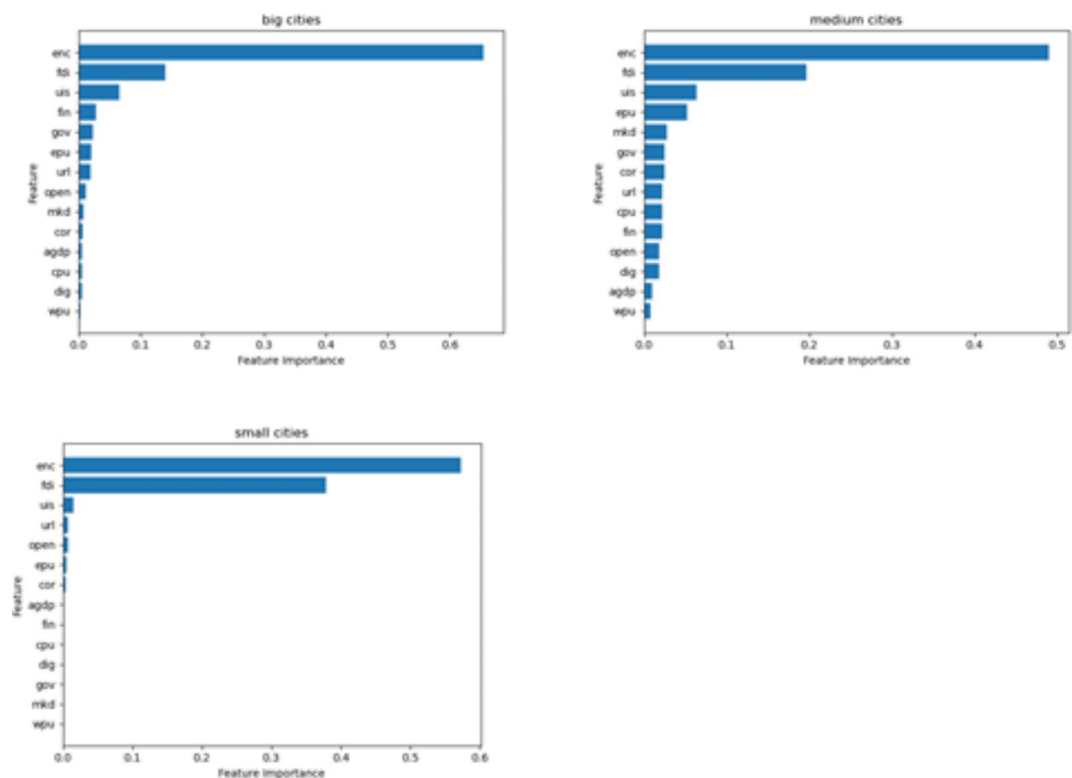 big cities
enc
fdi
uis
fin
gov
epu
url
open
mkd
cor
agdp
cpu
dig
wpu
Feature
0.0 0.1 0.2 0.3 0.4 0.5 0.6
Feature Importance
medium cities
enc
fdi
uis
epu
mkd
gov
cor
url
cpu
fin
open
dig
agdp
wpu
Feature
0.0 0.1 0.2 0.3 0.4 0.5
Feature Importance
small cities
enc
fdi
uis
url
open
epu
cor
agdp
fin
cpu
dig
gov
mkd
wpu
Feature
0.0 0.1 0.2 0.3 0.4 0.5 0.6
Feature Importance